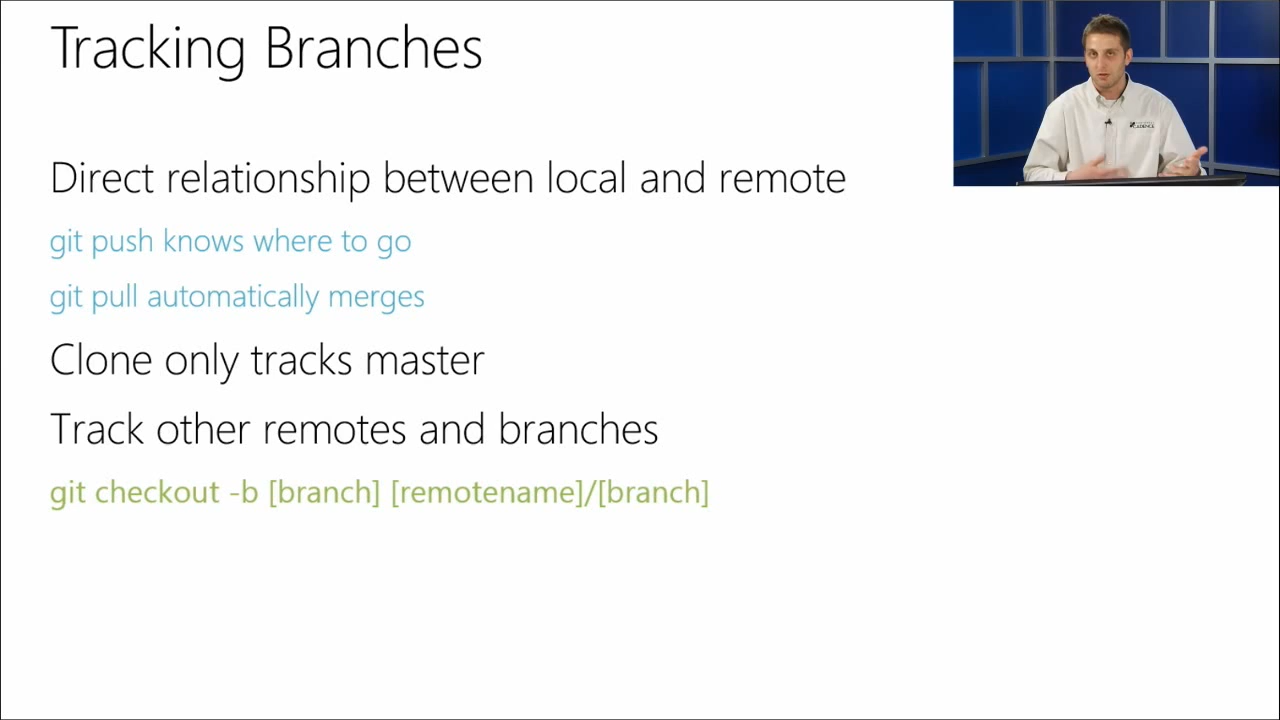 Tracking Branches
Direct relationship between local and remote
git push knows where to go
git pull automatically merges
Clone only tracks master
Track other remotes and branches
git checkout -b [branch] [remotename]/[branch]